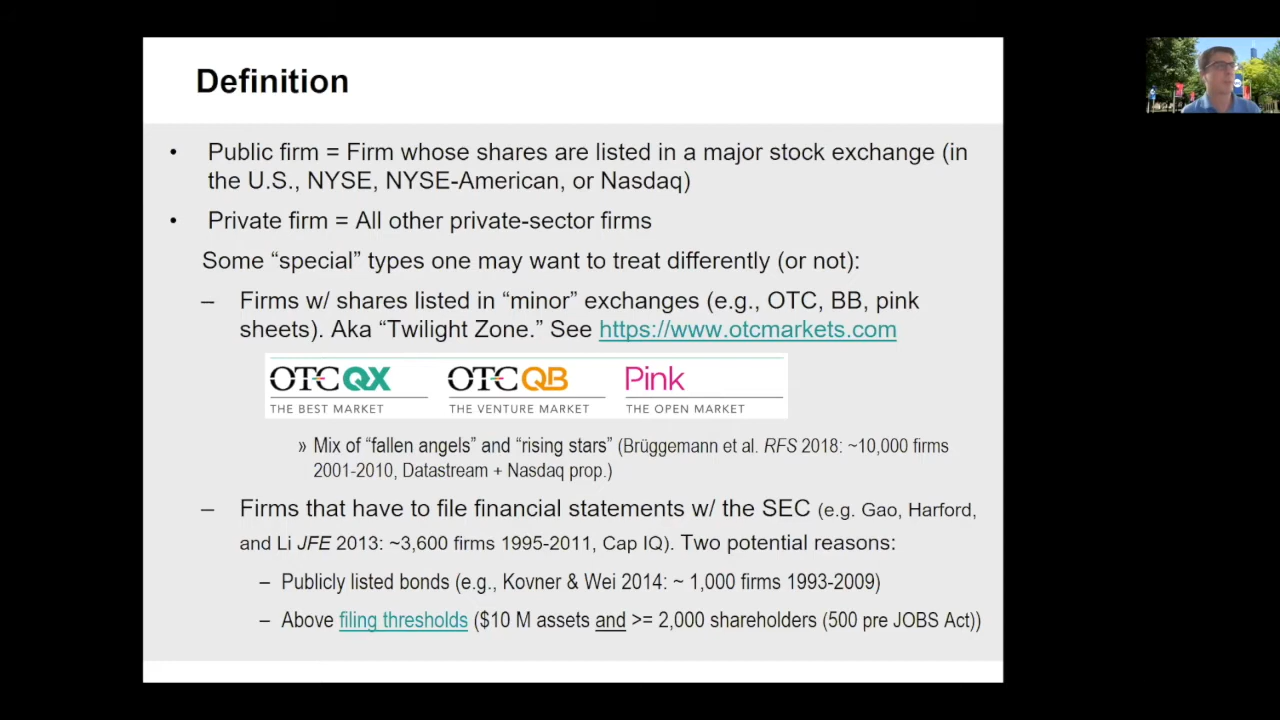 Definition
• Public firm = Firm whose shares are listed in a major stock exchange (in
the U.S., NYSE, NYSE-American, or Nasdaq)
• Private firm = All other private-sector firms
Some “special” types one may want to treat differently (or not):
– Firms w/ shares listed in “minor” exchanges (e.g., OTC, BB, pink
sheets). Aka “Twilight Zone.” See https://www.otcmarkets.com
OTCQX OTCQB Pink
THE BEST MARKET THE VENTURE MARKET THE OPEN MARKET
» Mix of “fallen angels” and “rising stars” (Brüggemann et al. RFS 2018: ~10,000 firms
2001-2010, Datastream + Nasdaq prop.)
– Firms that have to file financial statements w/ the SEC (e.g. Gao, Harford,
and Li JFE 2013: ~3,600 firms 1995-2011, Cap IQ). Two potential reasons:
– Publicly listed bonds (e.g., Kovner & Wei 2014: ~ 1,000 firms 1993-2009)
– Above filing thresholds ($10 M assets and >= 2,000 shareholders (500 pre JOBS Act))